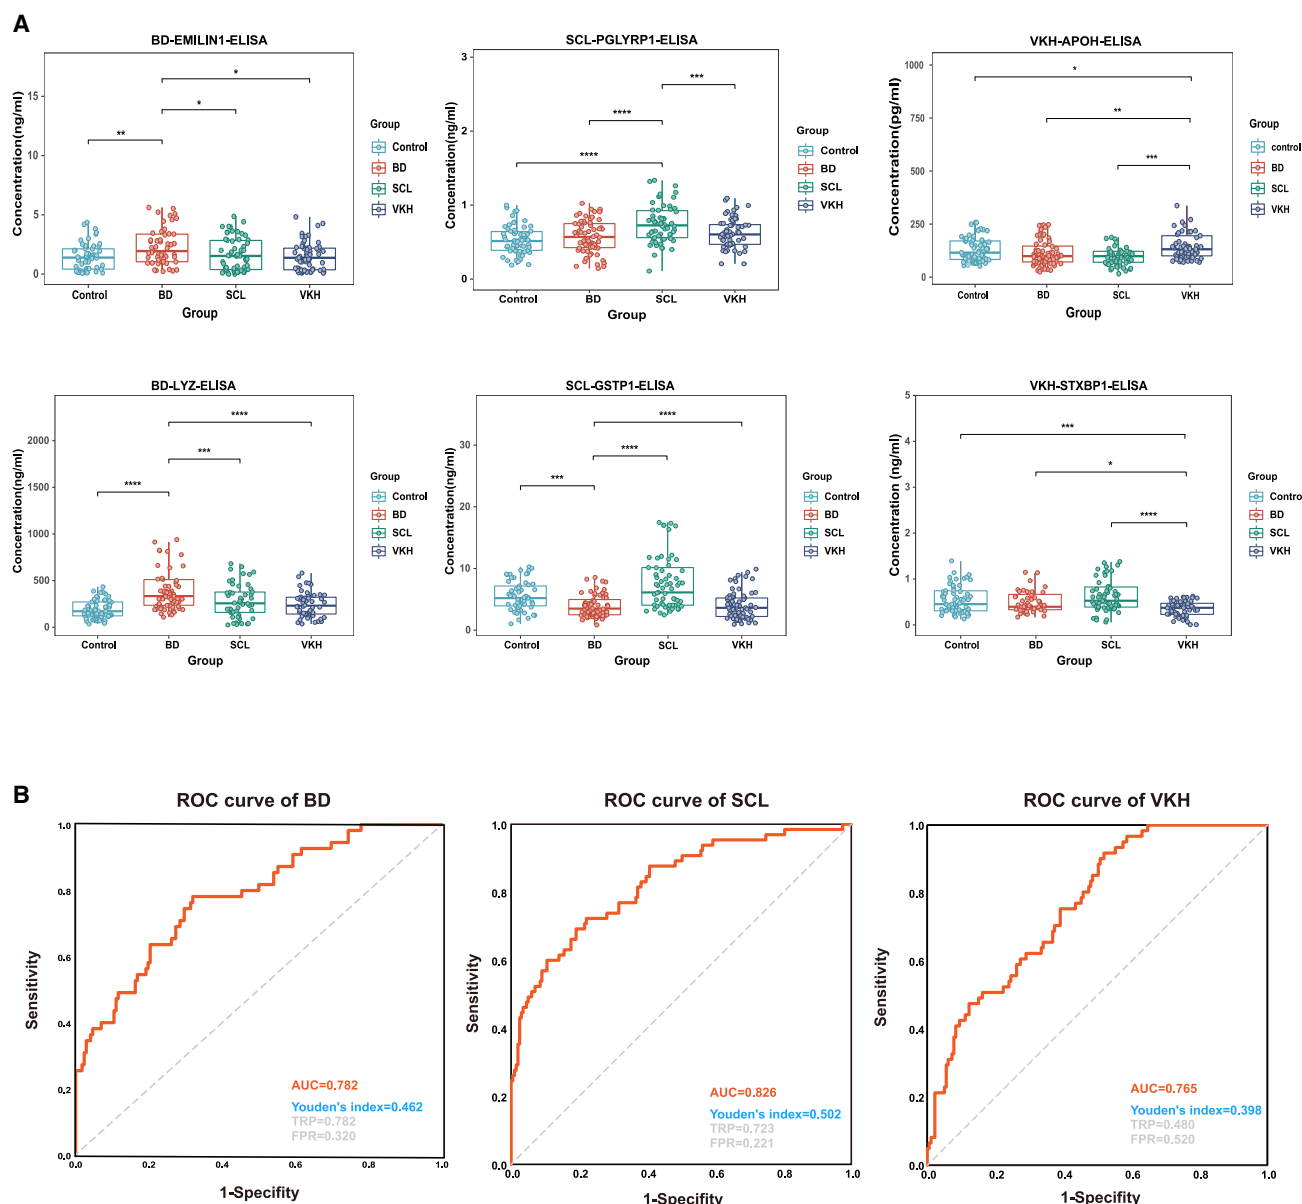 A
BD-EMILIN1-ELISA
Concentration(ng/ml)
15
10
5
0
**
*
*
Control
BD
SCL
VKH
Group
Group
Control
BD
SCL
VKH
SCL-PGLYRP1-ELISA
Concentration(ng/ml)
3
2
1
0
****
****
***
Control
BD
SCL
VKH
Group
Group
Control
BD
SCL
VKH
VKH-APOH-ELISA
Concentration(pg/ml)
1000
750
500
250
0
*
**
***
Control
BD
SCL
VKH
Group
Group
control
BD
SCL
VKH
BD-LYZ-ELISA
Concertration(ng/ml)
2000
1500
1000
500
0
****
***
****
Control
BD
SCL
VKH
Group
Group
Control
BD
SCL
VKH
SCL-GSTP1-ELISA
Concentration(ng/ml)
30
20
10
0
***
****
****
Control
BD
SCL
VKH
Group
Group
Control
BD
SCL
VKH
VKH-STXBP1-ELISA
Concentration (ng/ml)
5
4
3
2
1
0
***
*
****
Control
BD
SCL
VKH
Group
Group
Contro
BD
SCL
VKH
B
ROC curve of BD
Sensitivity
1.0
0.8
0.6
0.4
0.2
0.0
AUC=0.782
Youden's index=0.462
TRP=0.782
FPR=0.320
0.0
0.2
0.4
0.6
0.8
1.0
1-Specifity
ROC curve of SCL
Sensitivity
1.0
0.8
0.6
0.4
0.2
0.0
AUC=0.826
Youden's index=0.502
TRP=0.723
FPR=0.221
0.0
0.2
0.4
0.6
0.8
1.0
1-Specifity
ROC curve of VKH
Sensitivity
1.0
0.8
0.6
0.4
0.2
0.0
AUC=0.765
Youden's index=0.398
TRP=0.480
FPR=0.520
0.0
0.2
0.4
0.6
0.8
1.0
1-Specifity